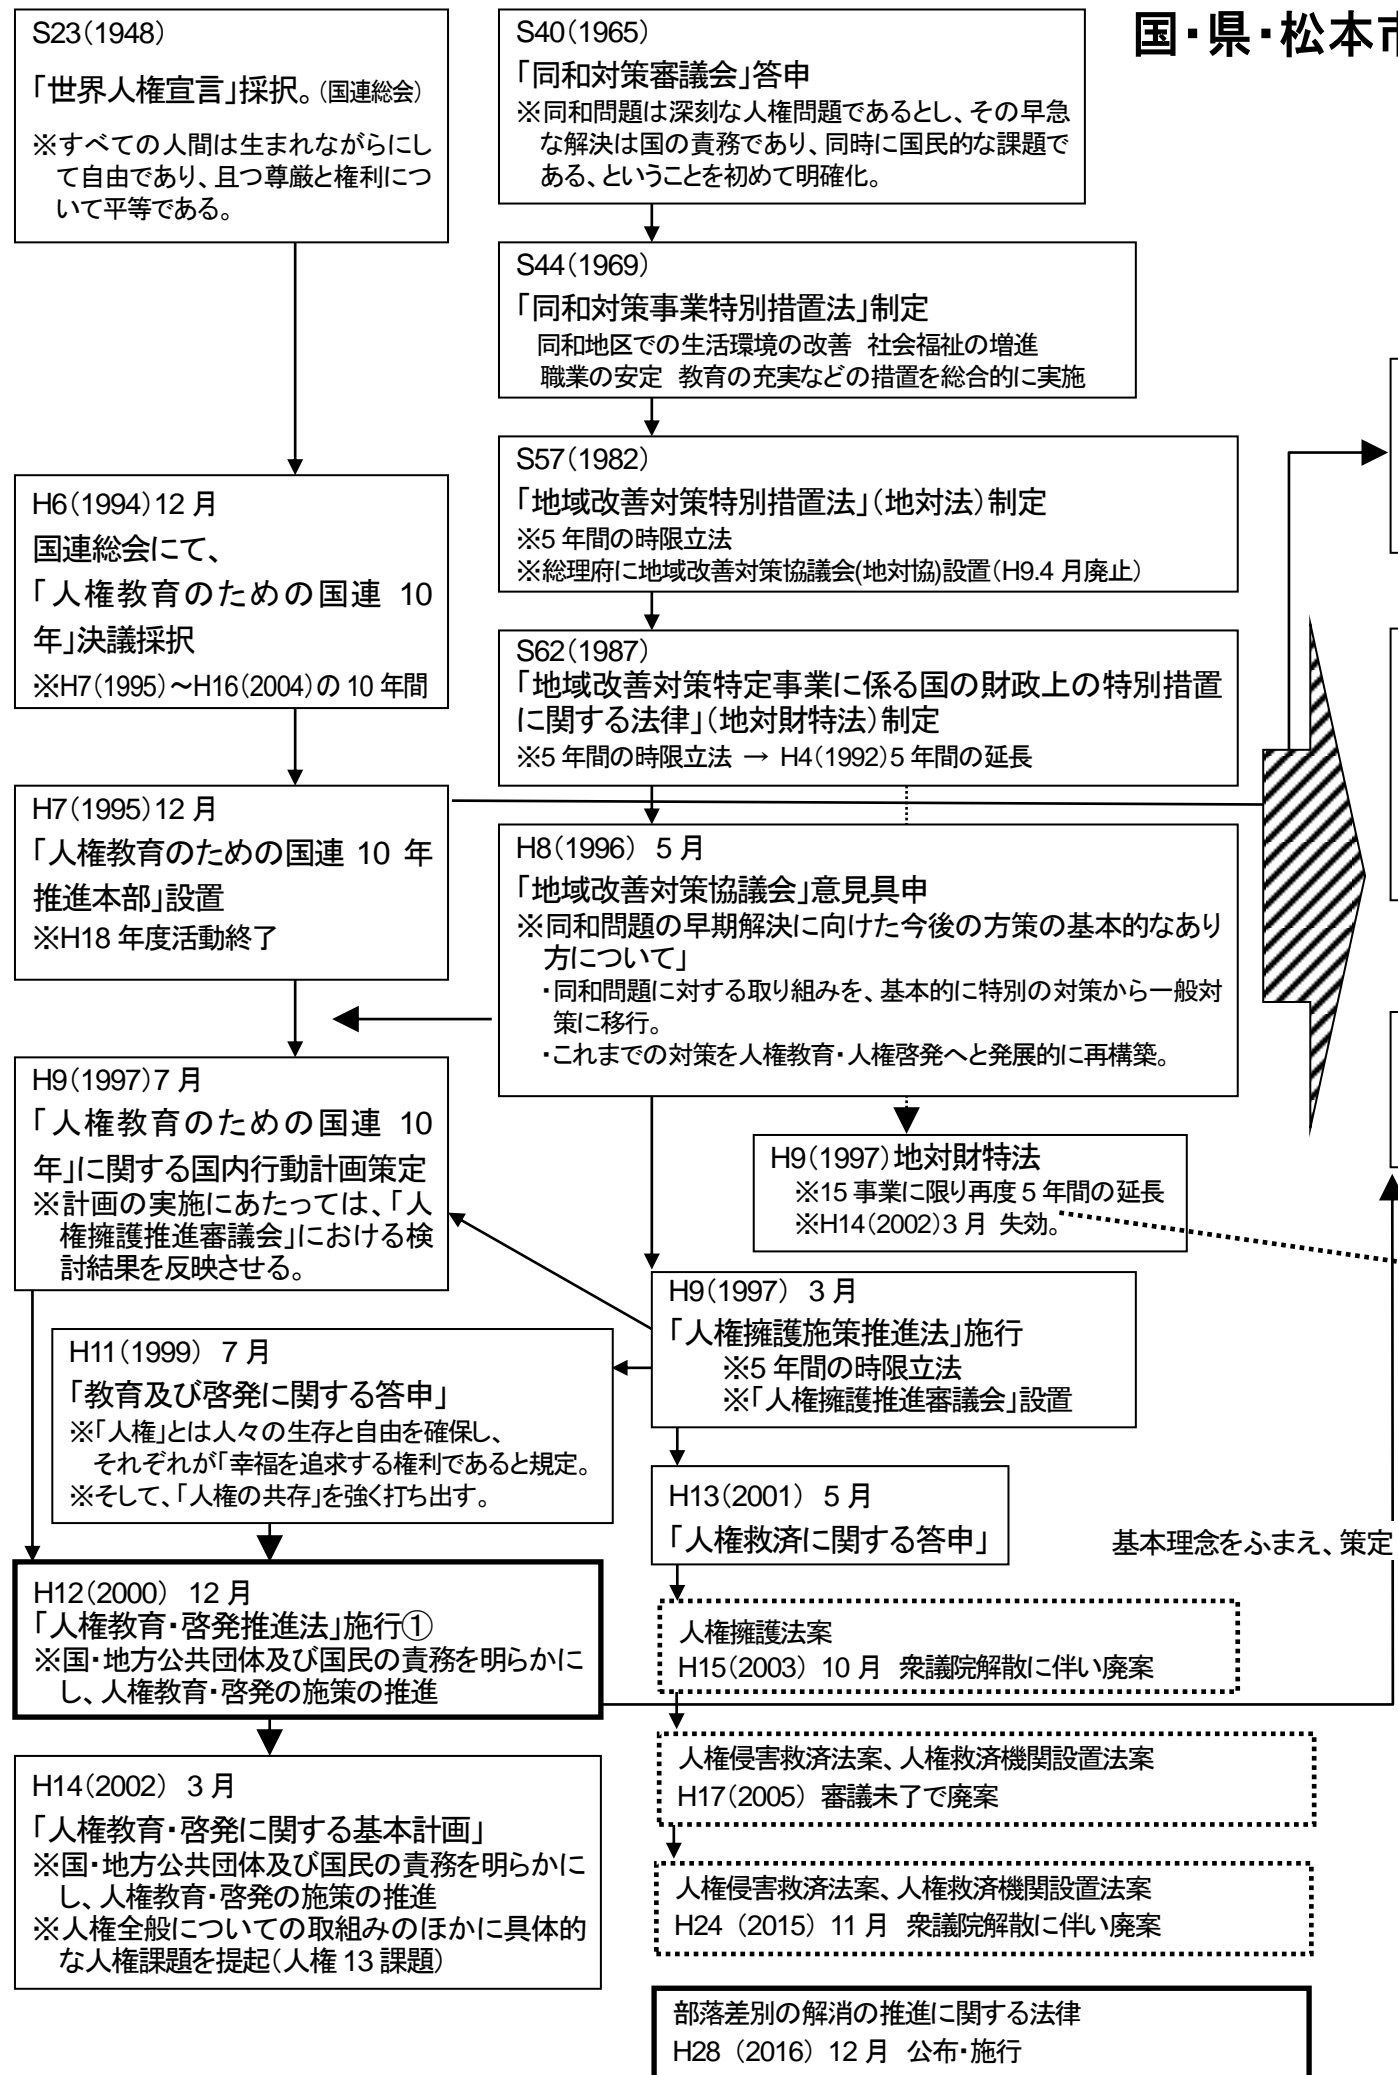 国・県・松本市
S23(1948)
「世界人権宣言」採択。(国連総会)
※すべての人間は生まれながらにし
て自由であり、且つ尊厳と権利につ
いて平等である。
S40(1965)
「同和対策審議会」答申
※同和問題は深刻な人権問題であるとし、その早急
な解決は国の責務であり、同時に国民的な課題で
ある、ということを初めて明確化。
S44(1969)
「同和対策事業特別措置法」制定
同和地区での生活環境の改善 社会福祉の増進
職業の安定 教育の充実などの措置を総合的に実施
S57(1982)
「地域改善対策特別措置法」(地対法)制定
※5 年間の時限立法
※総理府に地域改善対策協議会(地対協)設置(H9.4 月廃止)
H6(1994)12 月
国連総会にて、
「人権教育のための国連 10
年」決議採択
※H7(1995)~H16(2004)の 10 年間
S62(1987)
「地域改善対策特定事業に係る国の財政上の特別措置
に関する法律」(地対財特法)制定
※5 年間の時限立法 → H4(1992)5 年間の延長
H7(1995)12 月
「人権教育のための国連 10 年
推進本部」設置
※H18 年度活動終了
H8(1996) 5 月
「地域改善対策協議会」意見具申
※同和問題の早期解決に向けた今後の方策の基本的なあり
方について」
・同和問題に対する取り組みを、基本的に特別の対策から一般対
策に移行。
・これまでの対策を人権教育・人権啓発へと発展的に再構築。
H9(1997)7 月
「人権教育のための国連 10
年」に関する国内行動計画策定
※計画の実施にあたっては、「人
権擁護推進審議会」における検
討結果を反映させる。
H9(1997)地対財特法
※15 事業に限り再度 5 年間の延長
※H14(2002)3 月 失効。
H9(1997) 3 月
「人権擁護施策推進法」施行
※5 年間の時限立法
※「人権擁護推進審議会」設置
H11(1999) 7 月
「教育及び啓発に関する答申」
※「人権」とは人々の生存と自由を確保し、
それぞれが「幸福を追求する権利であると規定。
※そして、「人権の共存」を強く打ち出す。
H13(2001) 5 月
「人権救済に関する答申」
基本理念をふまえ、策定
H12(2000) 12 月
「人権教育・啓発推進法」施行①
※国・地方公共団体及び国民の責務を明らかに
し、人権教育・啓発の施策の推進
人権擁護法案
H15(2003) 10 月 衆議院解散に伴い廃案
人権侵害救済法案、人権救済機関設置法案
H17(2005) 審議未了で廃案
H14(2002) 3 月
「人権教育・啓発に関する基本計画」
※国・地方公共団体及び国民の責務を明らかに
し、人権教育・啓発の施策の推進
※人権全般についての取組みのほかに具体的
な人権課題を提起(人権 13 課題)
人権侵害救済法案、人権救済機関設置法案
H24 (2015) 11 月 衆議院解散に伴い廃案
部落差別の解消の推進に関する法律
H28 (2016) 12 月 公布・施行